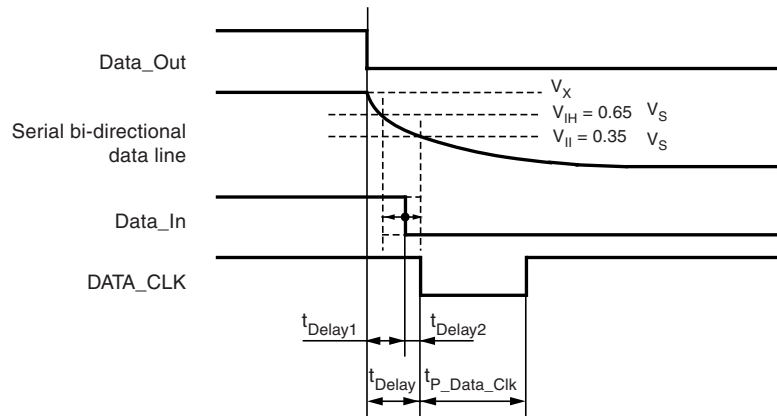 Data_Out
V_X
V_IH = 0.65 V_S
Serial bi-directional
data line
V_Il = 0.35 V_S
Data_In
DATA_CLK
t_Delay1
t_Delay2
t_Delay
t_P_Data_Clk